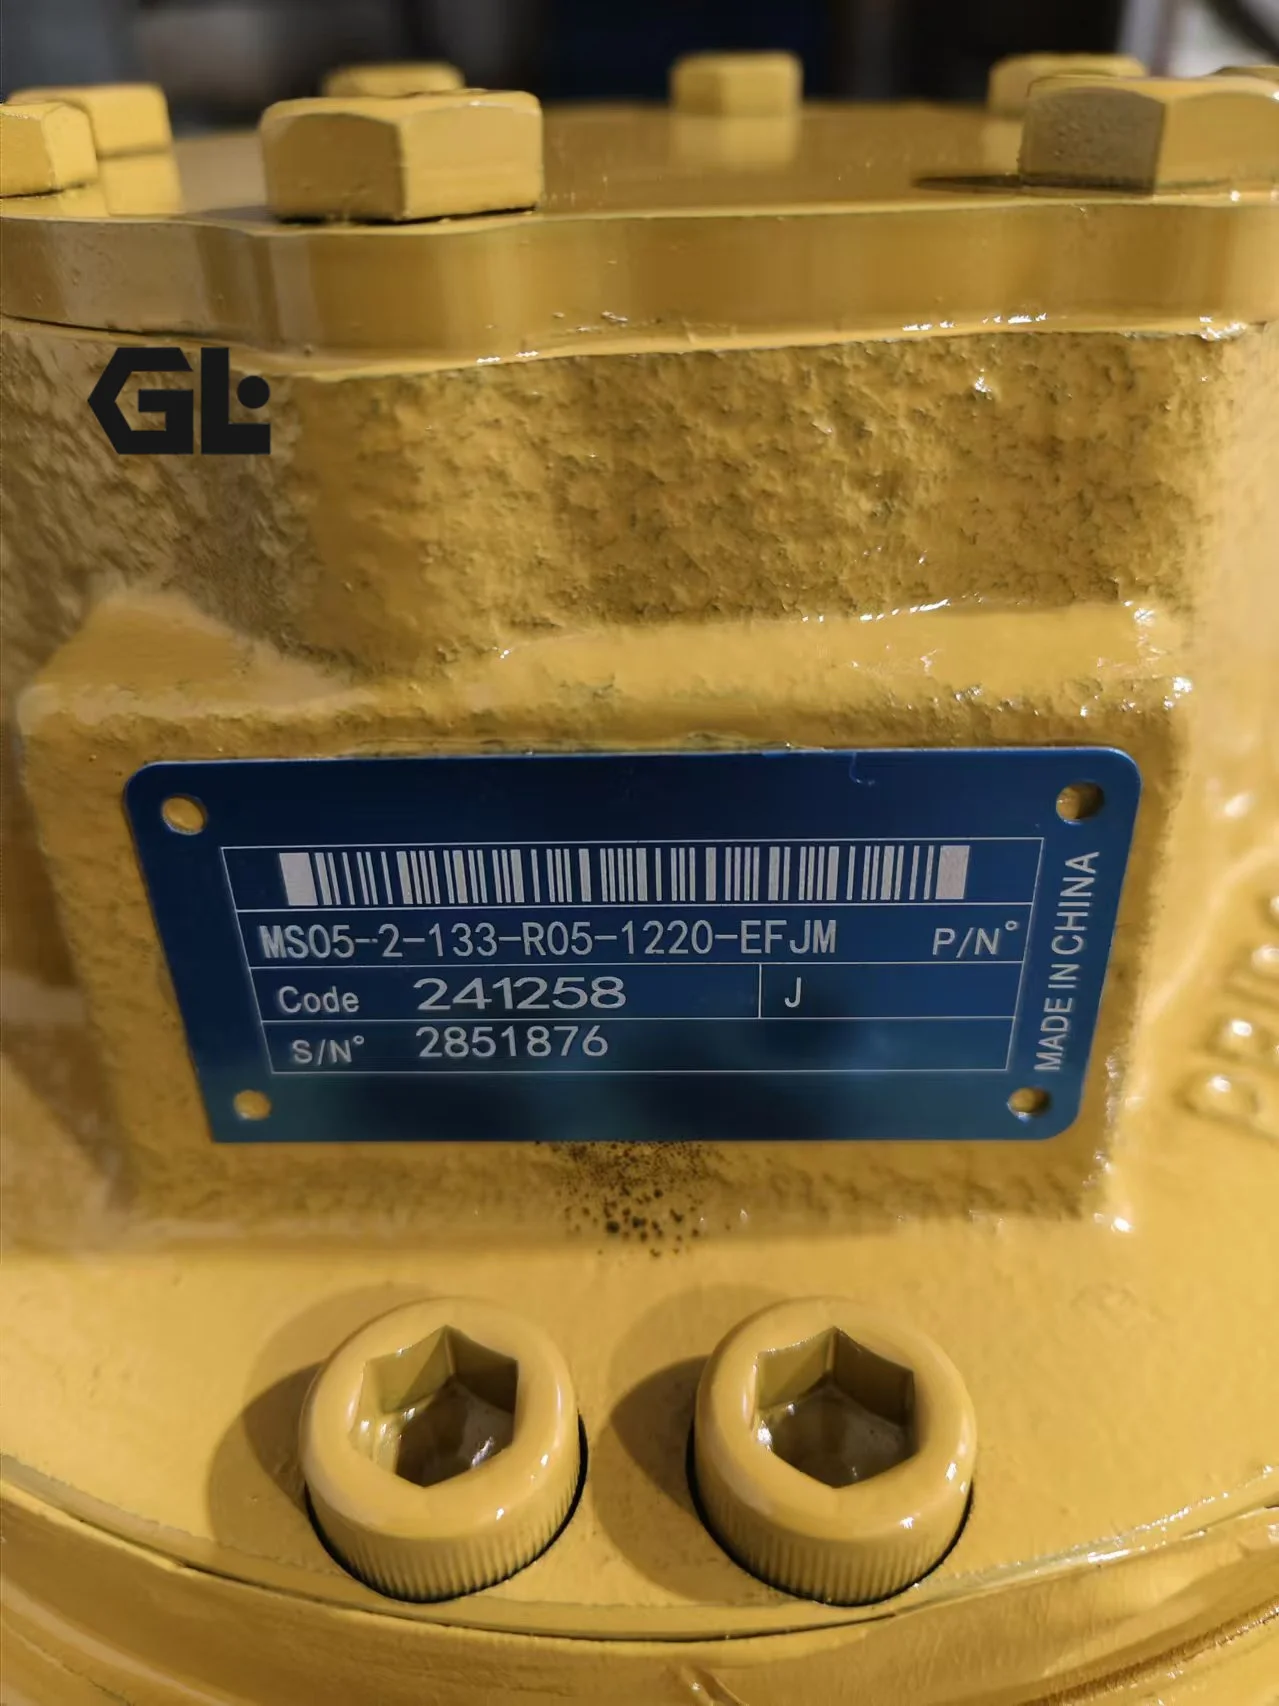 GL
MS05-2-133-R05-1220-EFJM P/N°
Code 241258 J
S/N° 2851876
MADE IN CHINA